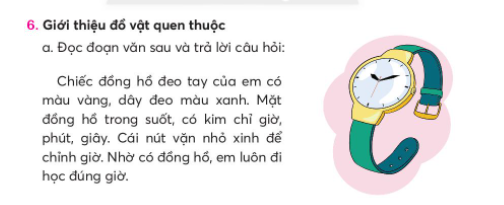 6. Giới thiệu đồ vật quen thuộc
a. Đọc đoạn văn sau và trả lời câu hỏi:
Chiếc đồng hồ đeo tay của em có
màu vàng, dây đeo màu xanh. Mặt
đồng hồ trong suốt, có kim chỉ giờ,
phút, giây. Cái nút vặn nhỏ xinh để
chỉnh giờ. Nhờ có đồng hồ, em luôn đi
học đúng giờ.